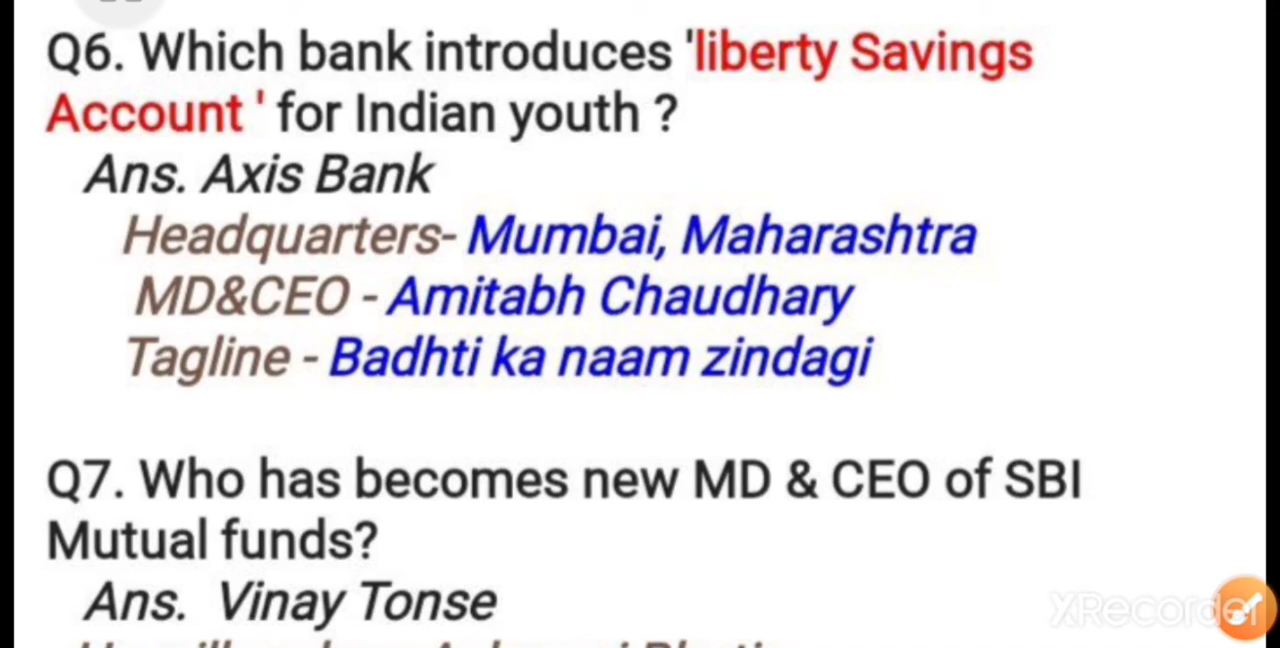 Q6. Which bank introduces 'liberty Savings
Account ' for Indian youth ?
Ans. Axis Bank
Headquarters- Mumbai, Maharashtra
MD&CEO - Amitabh Chaudhary
Tagline - Badhti ka naam zindagi
Q7. Who has becomes new MD & CEO of SBI
Mutual funds?
Ans. Vinay Tonse
XRecorder